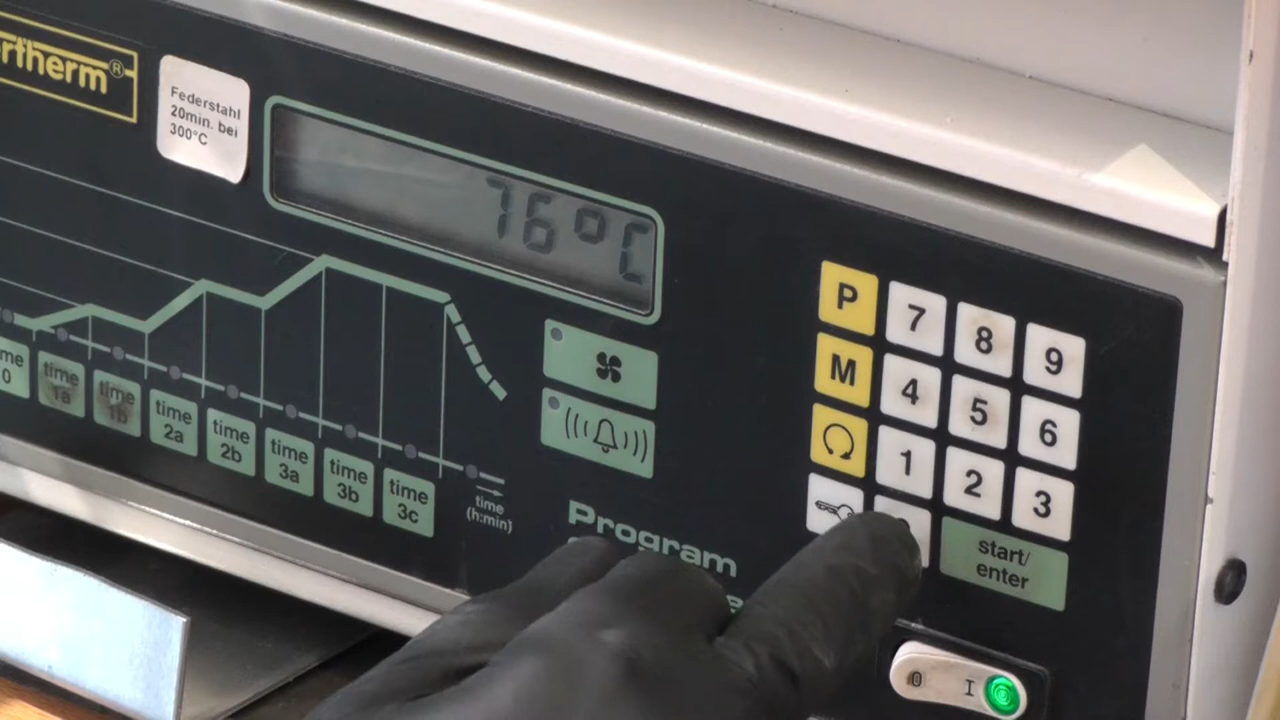 rtherm®
Federstahl
20min. bei
300°C
76°C
P 7 8 9
M 4 5 6
1 2 3
start/
enter
me
0
time
1a
time
1b
time
2a
time
2b
time
3a
time
3b
time
3c
time
(h:min)
Program
0 I